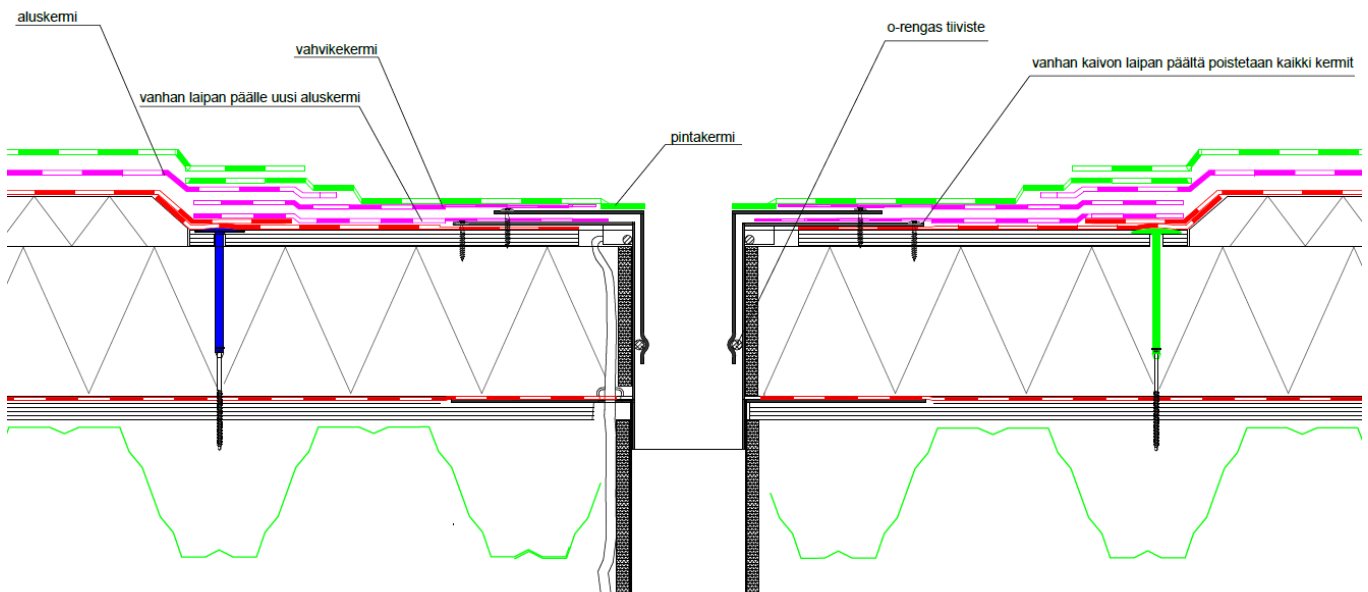 aluskermi
o-rengas tiiviste
vahvikekermi
vanhan kaivon laipan päältä poistetaan kaikki kermit
vanhan laipan päälle uusi aluskermi
pintakermi